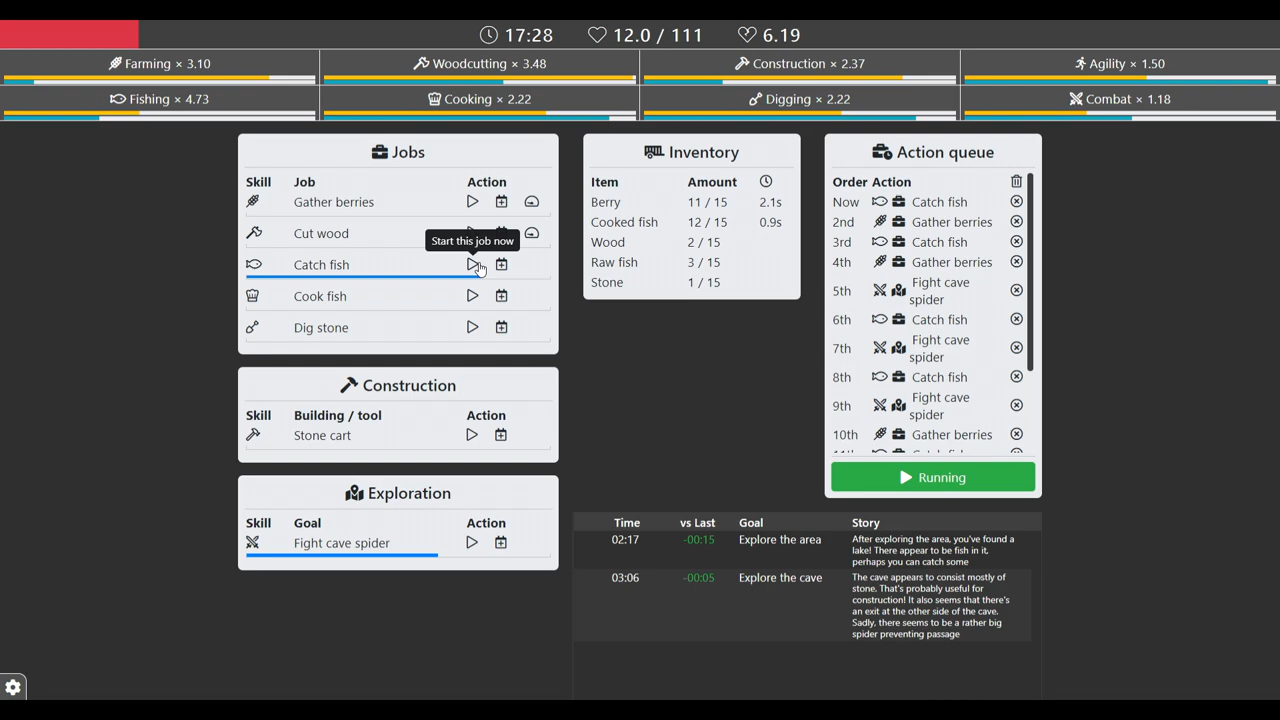 17:28 12.0 / 111 6.19
Farming × 3.10 Woodcutting × 3.48 Construction × 2.37 Agility × 1.50
Fishing × 4.73 Cooking × 2.22 Digging × 2.22 Combat × 1.18
Jobs
Skill Job Action
Gather berries
Cut wood
Start this job now
Catch fish
Cook fish
Dig stone
Construction
Skill Building / tool Action
Stone cart
Exploration
Skill Goal Action
Fight cave spider
Inventory
Item Amount
Berry 11 / 15 2.1s
Cooked fish 12 / 15 0.9s
Wood 2 / 15
Raw fish 3 / 15
Stone 1 / 15
Action queue
Order Action
Now Catch fish
2nd Gather berries
3rd Catch fish
4th Gather berries
5th Fight cave
spider
6th Catch fish
7th Fight cave
spider
8th Catch fish
9th Fight cave
spider
10th Gather berries
Running
Time vs Last Goal Story
02:17 -00:15 Explore the area After exploring the area, you've found a
lake! There appear to be fish in it,
perhaps you can catch some
03:06 -00:05 Explore the cave The cave appears to consist mostly of
stone. That's probably useful for
construction! It also seems that there's
an exit at the other side of the cave.
Sadly, there seems to be a rather big
spider preventing passage